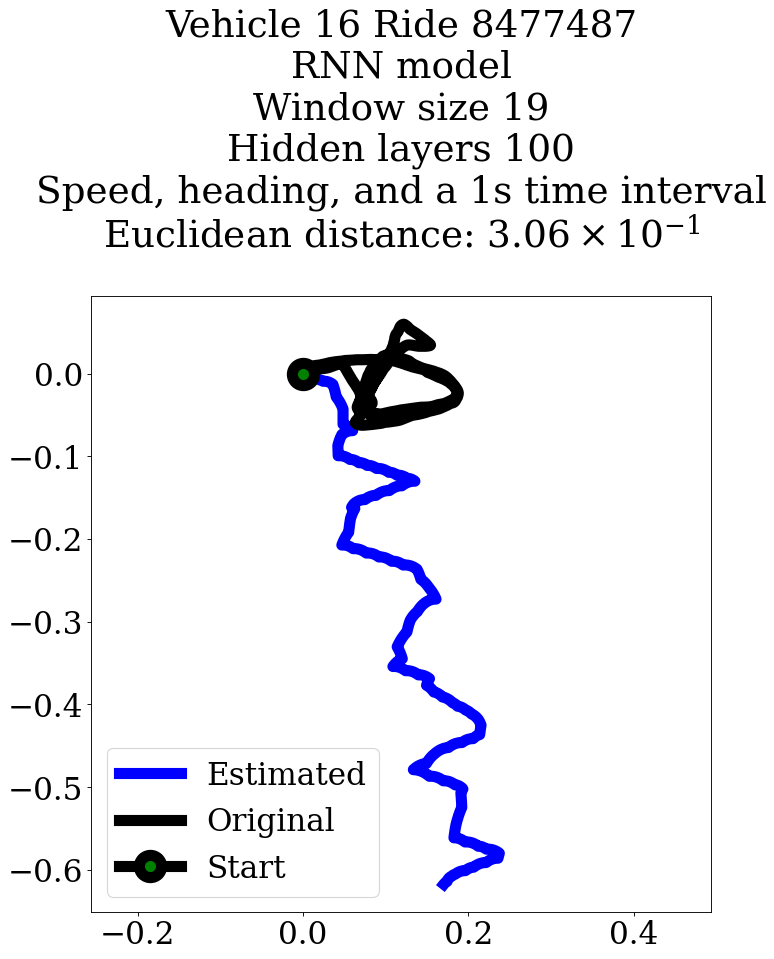 Vehicle 16 Ride 8477487
RNN model
Window size 19
Hidden layers 100
Speed, heading, and a 1s time interval
Euclidean distance: 3.06 × 10⁻¹
0.0
−0.1
−0.2
−0.3
−0.4
−0.5
−0.6
Estimated
Original
Start
−0.2 0.0 0.2 0.4